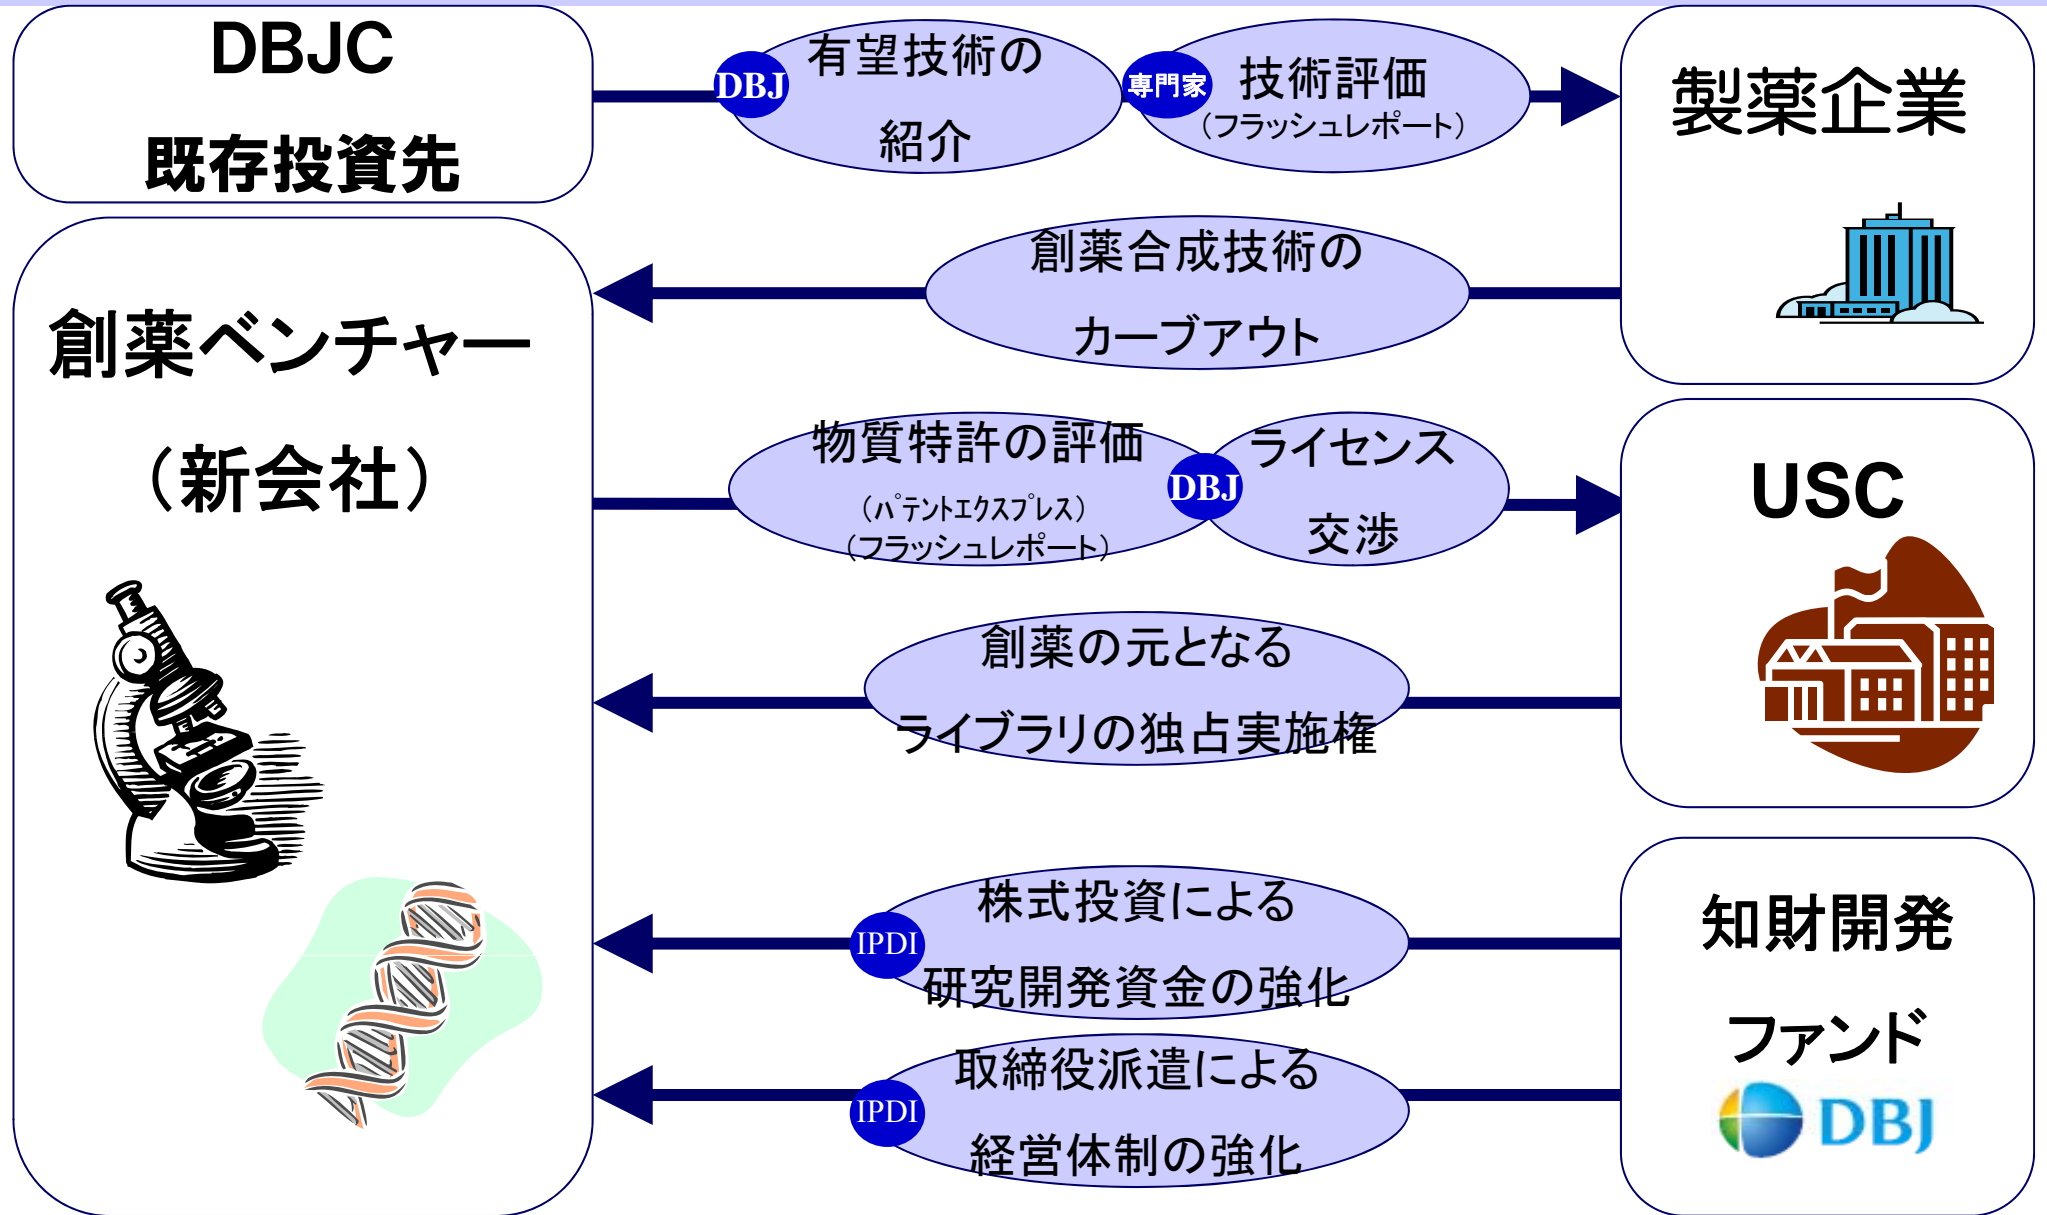 DBJC
既存投資先
DBJ
有望技術の
紹介
専門家
技術評価
（フラッシュレポート）
製薬企業
創薬合成技術の
カーブアウト
創薬ベンチャー
（新会社）
物質特許の評価
（ﾊﾟﾃﾝﾄｴｸｽﾌﾟﾚｽ）
（フラッシュレポート）
DBJ
ライセンス
交渉
USC
創薬の元となる
ライブラリの独占実施権
IPDI
株式投資による
研究開発資金の強化
IPDI
取締役派遣による
経営体制の強化
知財開発
ファンド
DBJ